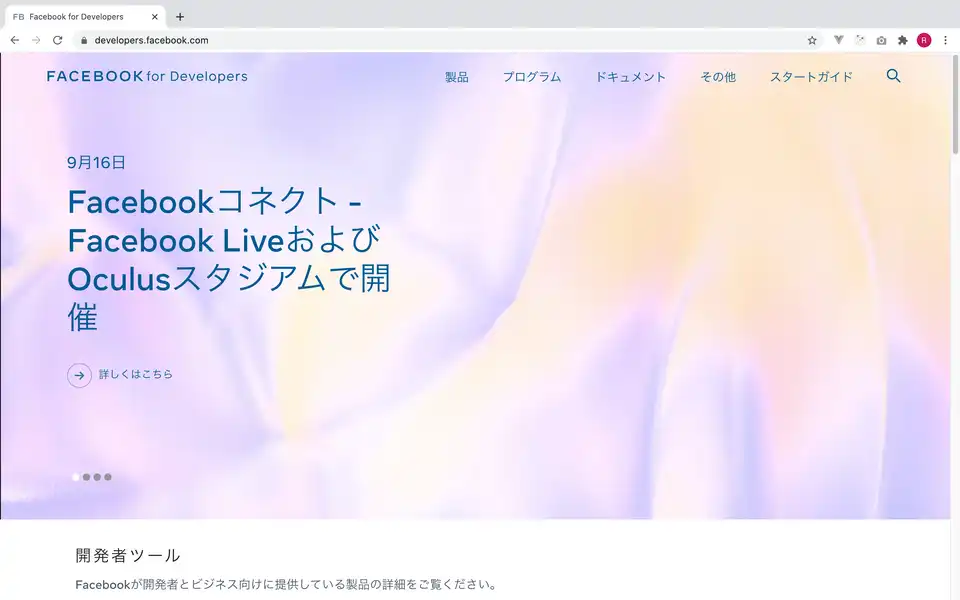 FB Facebook for Developers
developers.facebook.com
R
FACEBOOK for Developers
製品 プログラム ドキュメント その他 スタートガイド
9月16日
Facebookコネクト -
Facebook Liveおよび
Oculusスタジアムで開
催
詳しくはこちら
開発者ツール
Facebookが開発者とビジネス向けに提供している製品の詳細をご覧ください。